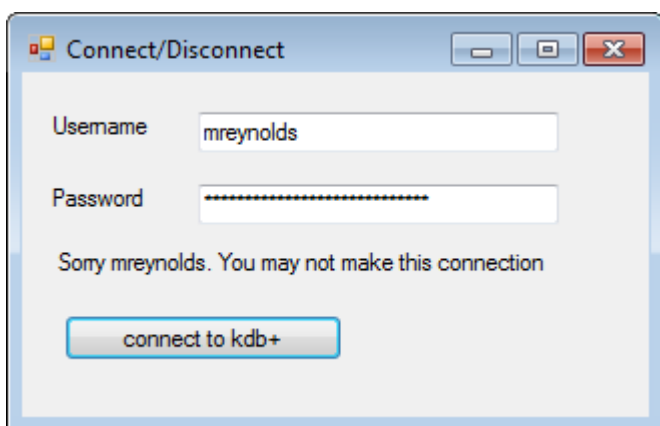 Connect/Disconnect
Username mreynolds
Password ****************************
Sorry mreynolds. You may not make this connection
connect to kdb+